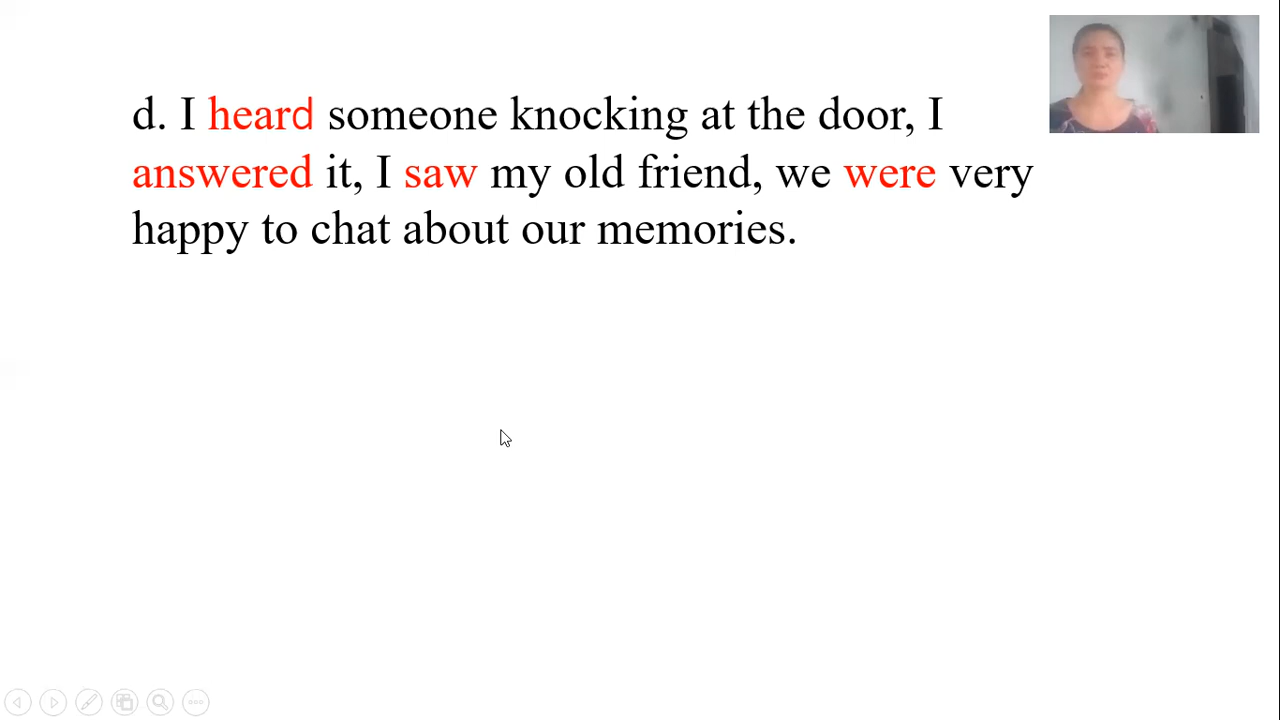 d. I heard someone knocking at the door, I
answered it, I saw my old friend, we were very
happy to chat about our memories.